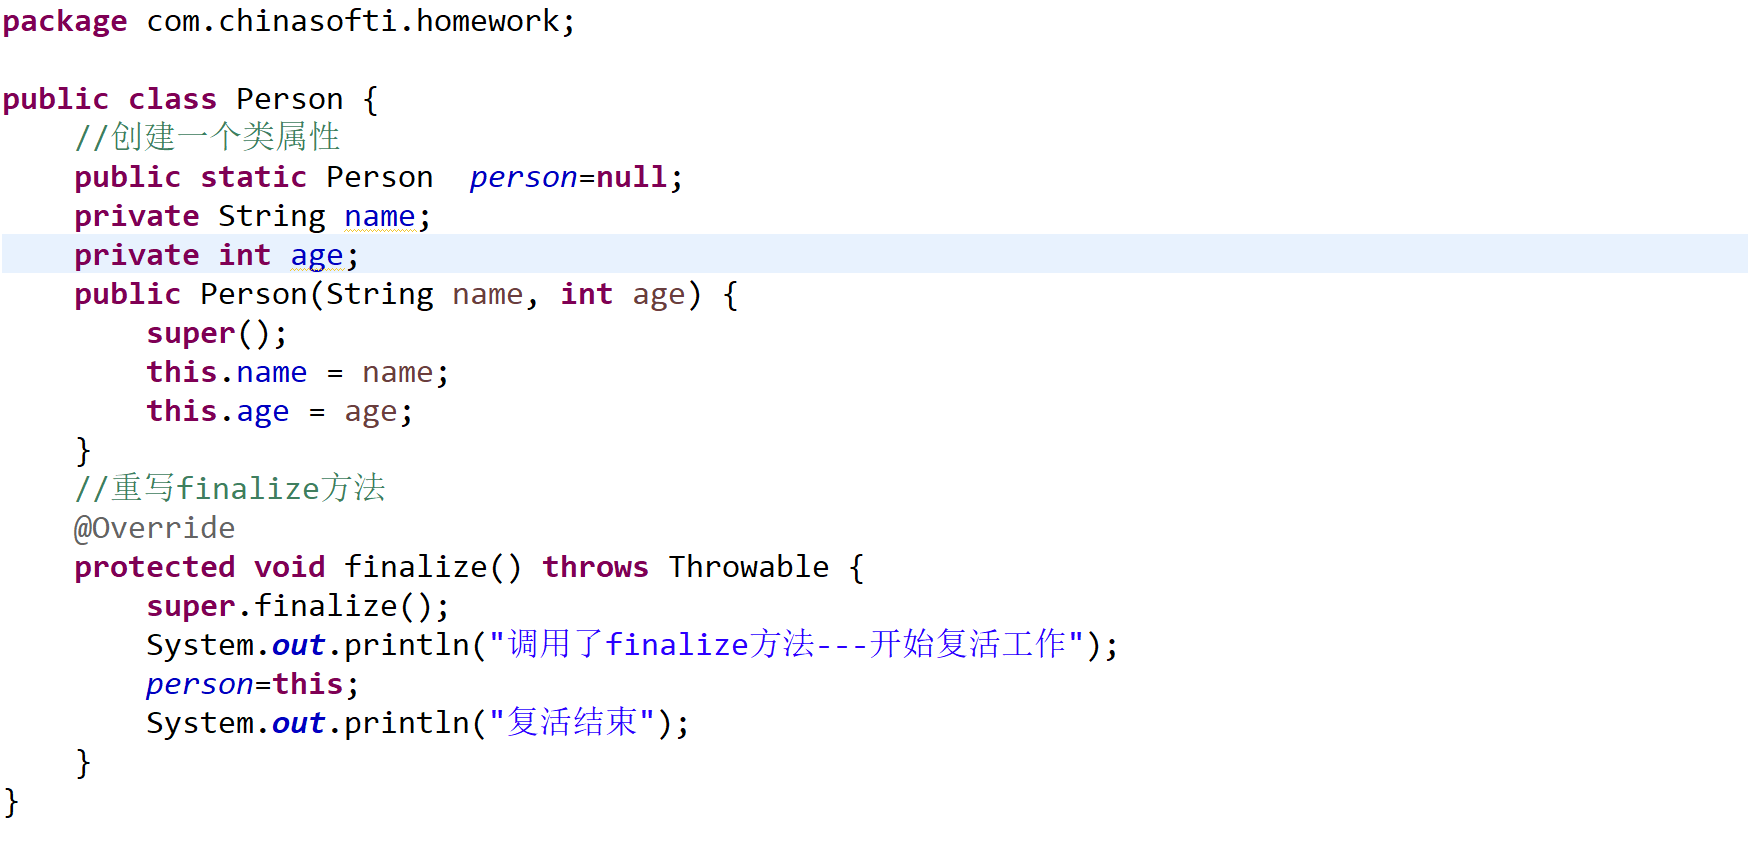 package com.chinasofti.homework;
public class Person {
//创建一个类属性
public static Person  person=null;
private String name;
private int age;
public Person(String name, int age) {
super();
this.name = name;
this.age = age;
}
//重写finalize方法
@Override
protected void finalize() throws Throwable {
super.finalize();
System.out.println("调用了finalize方法---开始复活工作");
person=this;
System.out.println("复活结束");
}
}